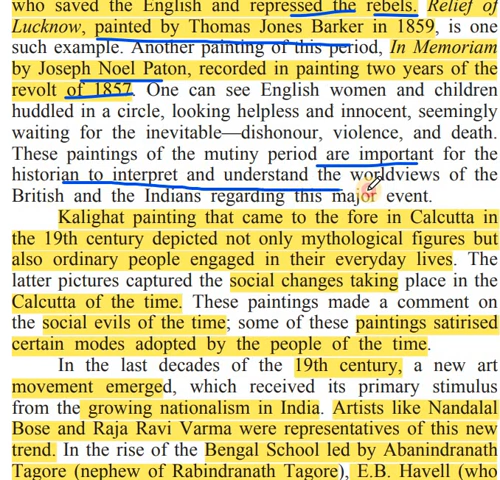 who saved the English and repressed the rebels. Relief of
Lucknow, painted by Thomas Jones Barker in 1859, is one
such example. Another painting of this period, In Memoriam
by Joseph Noel Paton, recorded in painting two years of the
revolt of 1857. One can see English women and children
huddled in a circle, looking helpless and innocent, seemingly
waiting for the inevitable—dishonour, violence, and death.
These paintings of the mutiny period are important for the
historian to interpret and understand the worldviews of the
British and the Indians regarding this major event.
Kalighat painting that came to the fore in Calcutta in
the 19th century depicted not only mythological figures but
also ordinary people engaged in their everyday lives. The
latter pictures captured the social changes taking place in the
Calcutta of the time. These paintings made a comment on
the social evils of the time; some of these paintings satirised
certain modes adopted by the people of the time.
In the last decades of the 19th century, a new art
movement emerged, which received its primary stimulus
from the growing nationalism in India. Artists like Nandalal
Bose and Raja Ravi Varma were representatives of this new
trend. In the rise of the Bengal School led by Abanindranath
Tagore (nephew of Rabindranath Tagore), E.B. Havell (who